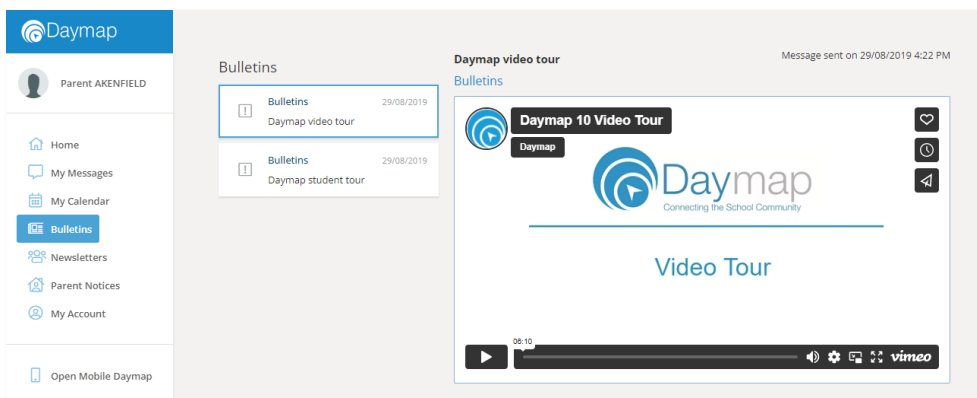 Daymap
Parent AKENFIELD
Home
My Messages
My Calendar
Bulletins
Newsletters
Parent Notices
My Account
Open Mobile Daymap
Bulletins
Bulletins 29/08/2019
Daymap video tour
Bulletins 29/08/2019
Daymap student tour
Daymap video tour
Message sent on 29/08/2019 4:22 PM
Bulletins
Daymap 10 Video Tour
Daymap
Daymap
Connecting the School Community
Video Tour
06:10
vimeo